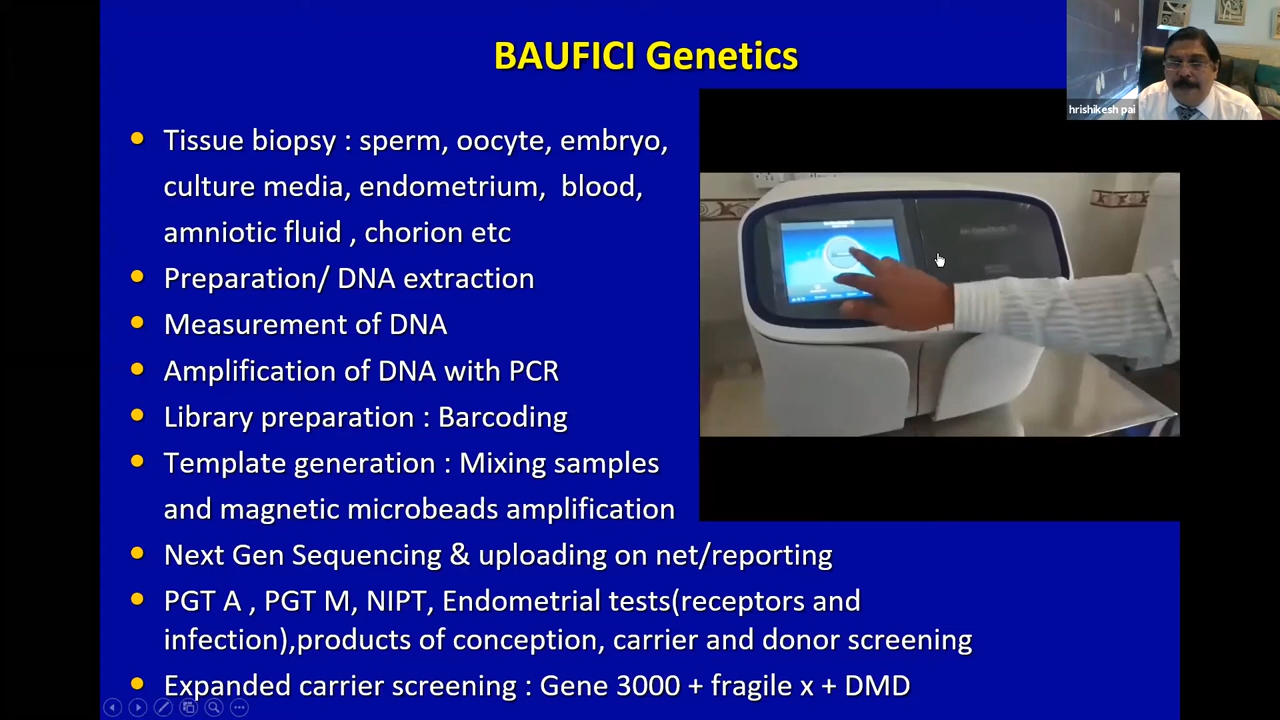 BAUFICI Genetics
hrishikesh pai
Tissue biopsy : sperm, oocyte, embryo,
culture media, endometrium, blood,
amniotic fluid , chorion etc
Preparation/ DNA extraction
Measurement of DNA
Amplification of DNA with PCR
Library preparation : Barcoding
Template generation : Mixing samples
and magnetic microbeads amplification
Next Gen Sequencing & uploading on net/reporting
PGT A , PGT M, NIPT, Endometrial tests(receptors and
infection),products of conception, carrier and donor screening
Expanded carrier screening : Gene 3000 + fragile x + DMD